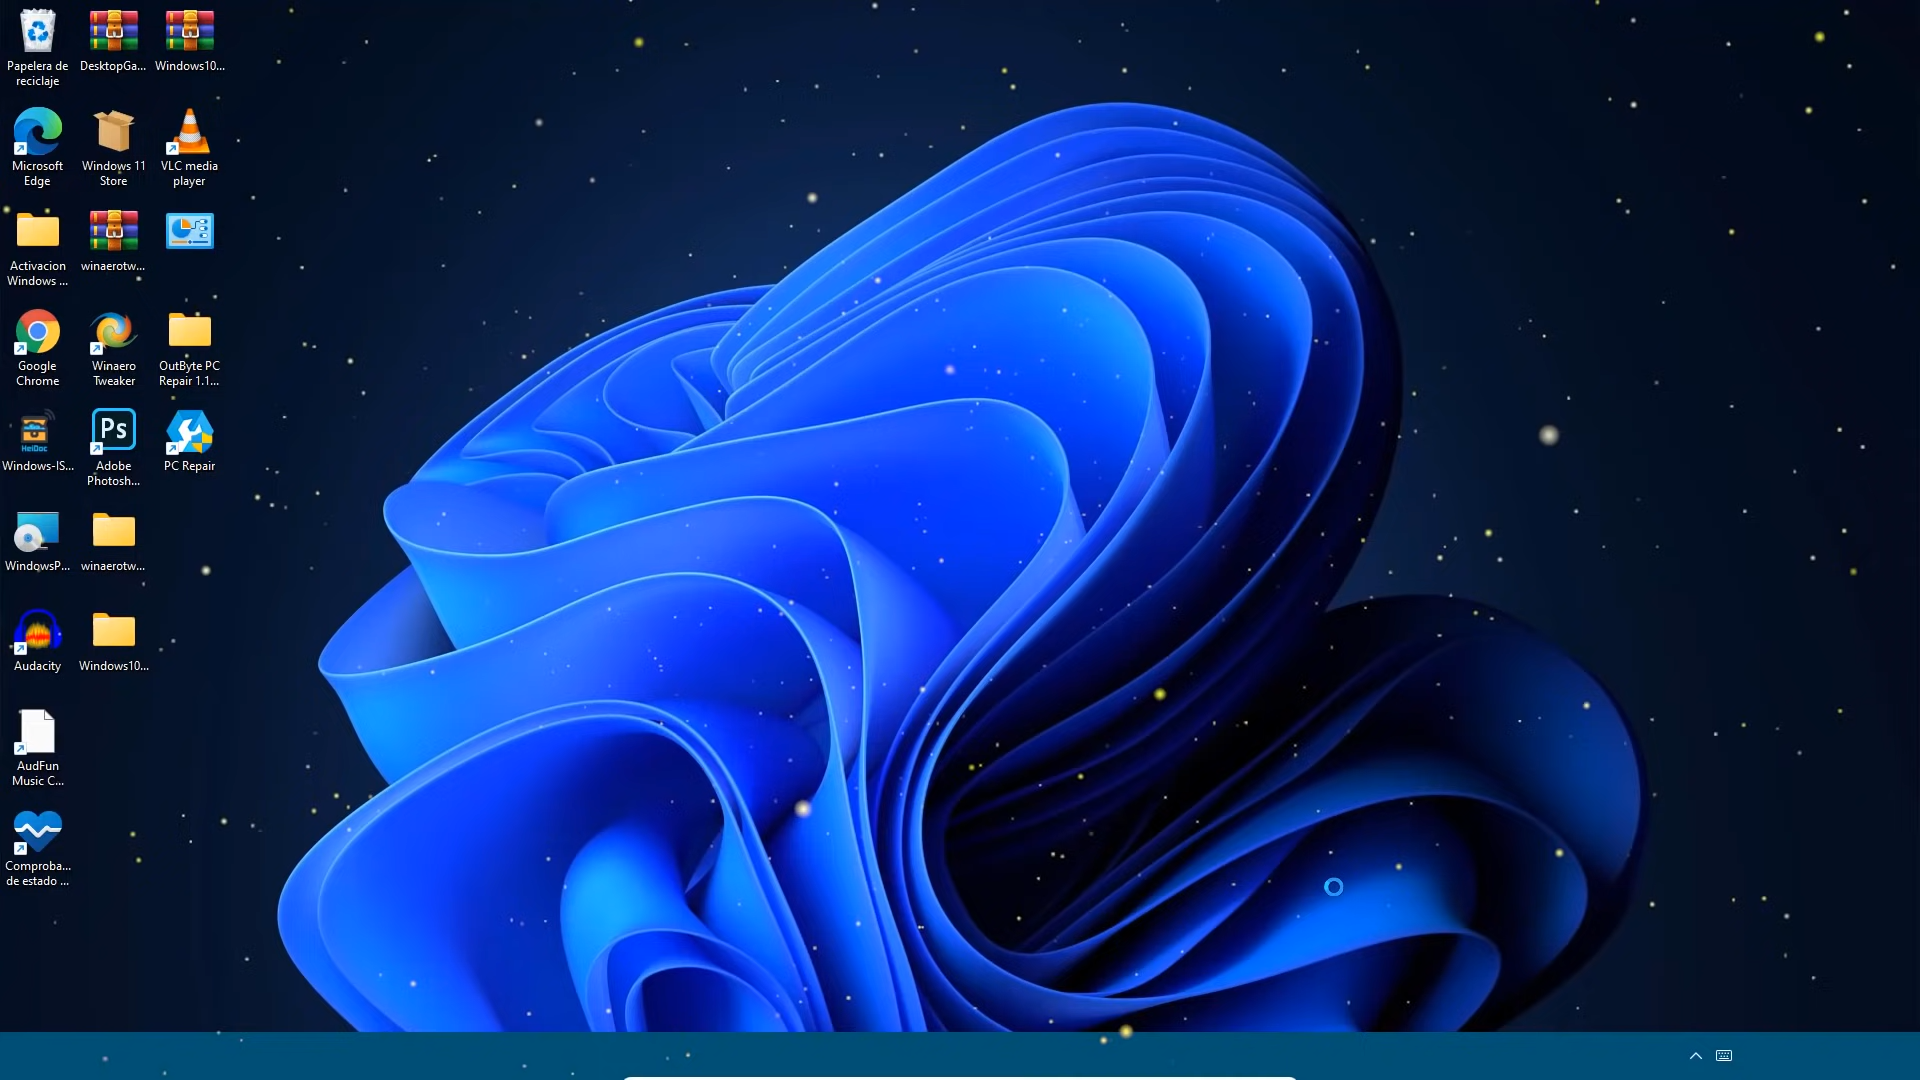 Papelera de
reciclaje
DesktopGa...
Windows10...
Microsoft
Edge
Windows 11
Store
VLC media
player
Activacion
Windows ...
winaerotw...
Google
Chrome
Winaero
Tweaker
OutByte PC
Repair 1.1...
HeiDoc
Windows-IS...
Ps
Adobe
Photosh...
PC Repair
WindowsP...
winaerotw...
Audacity
Windows10...
AudFun
Music C...
Comproba...
de estado ...